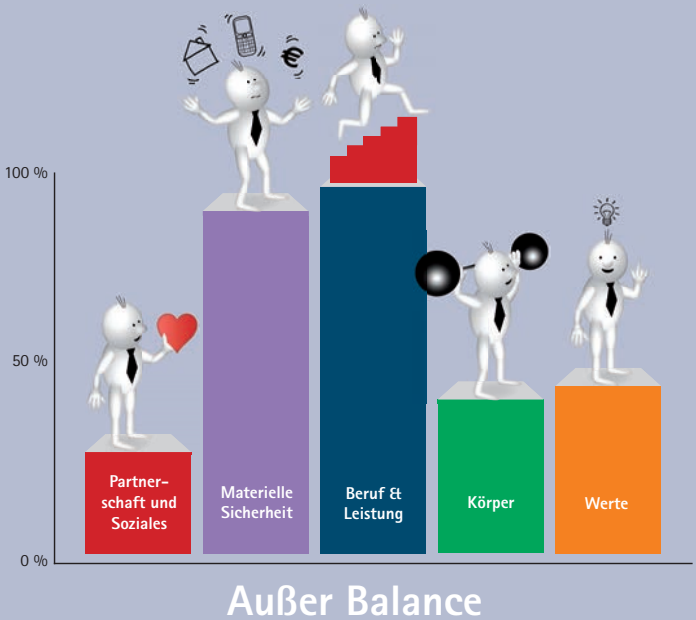 €
100 %
50 %
0 %
Partner-
schaft und
Soziales
Materielle
Sicherheit
Beruf &
Leistung
Körper
Werte
Außer Balance